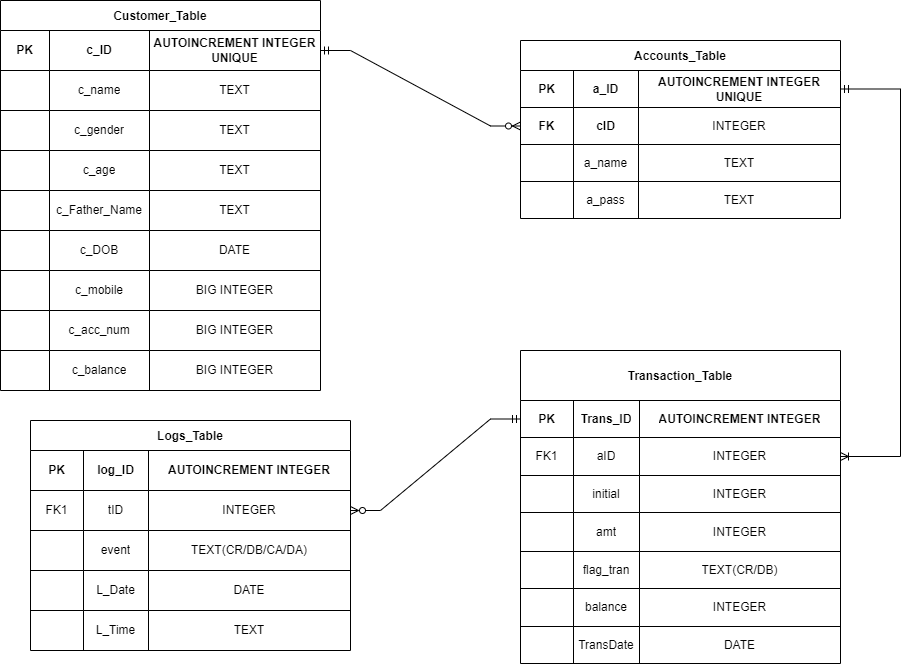 Customer_Table
PK c_ID AUTOINCREMENT INTEGER
UNIQUE
c_name TEXT
c_gender TEXT
c_age TEXT
c_Father_Name TEXT
c_DOB DATE
c_mobile BIG INTEGER
c_acc_num BIG INTEGER
c_balance BIG INTEGER
Accounts_Table
PK a_ID AUTOINCREMENT INTEGER
UNIQUE
FK cID INTEGER
a_name TEXT
a_pass TEXT
Logs_Table
PK log_ID AUTOINCREMENT INTEGER
FK1 tID INTEGER
event TEXT(CR/DB/CA/DA)
L_Date DATE
L_Time TEXT
Transaction_Table
PK Trans_ID AUTOINCREMENT INTEGER
FK1 aID INTEGER
initial INTEGER
amt INTEGER
flag_tran TEXT(CR/DB)
balance INTEGER
TransDate DATE